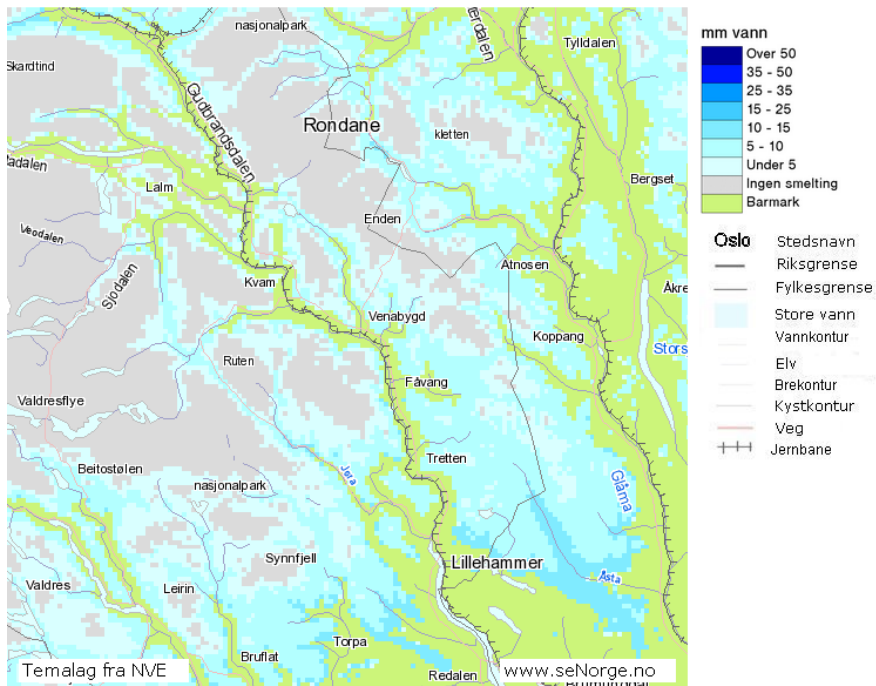 nasjonalpark
Tylldalen
Skardtind
Gudbrandsdalen
Rondane
kletten
Lalm
Bergset
Enden
Veodalen
Sjodalen
Atnosen
Kvam
Åkre
Venabygd
Koppang
Stors
Ruten
Fåvang
Valdresflye
Tretten
Beitostølen
Jora
nasjonalpark
Glåma
Synnfjell
Lillehammer
Åsta
Valdres
Leirin
Torpa
Bruflat
Redalen
Temalag fra NVE
www.seNorge.no
mm vann
Over 50
35 - 50
25 - 35
15 - 25
10 - 15
5 - 10
Under 5
Ingen smelting
Barmark
Oslo Stedsnavn
Riksgrense
Fylkesgrense
Store vann
Vannkontur
Elv
Brekontur
Kystkontur
Veg
Jernbane